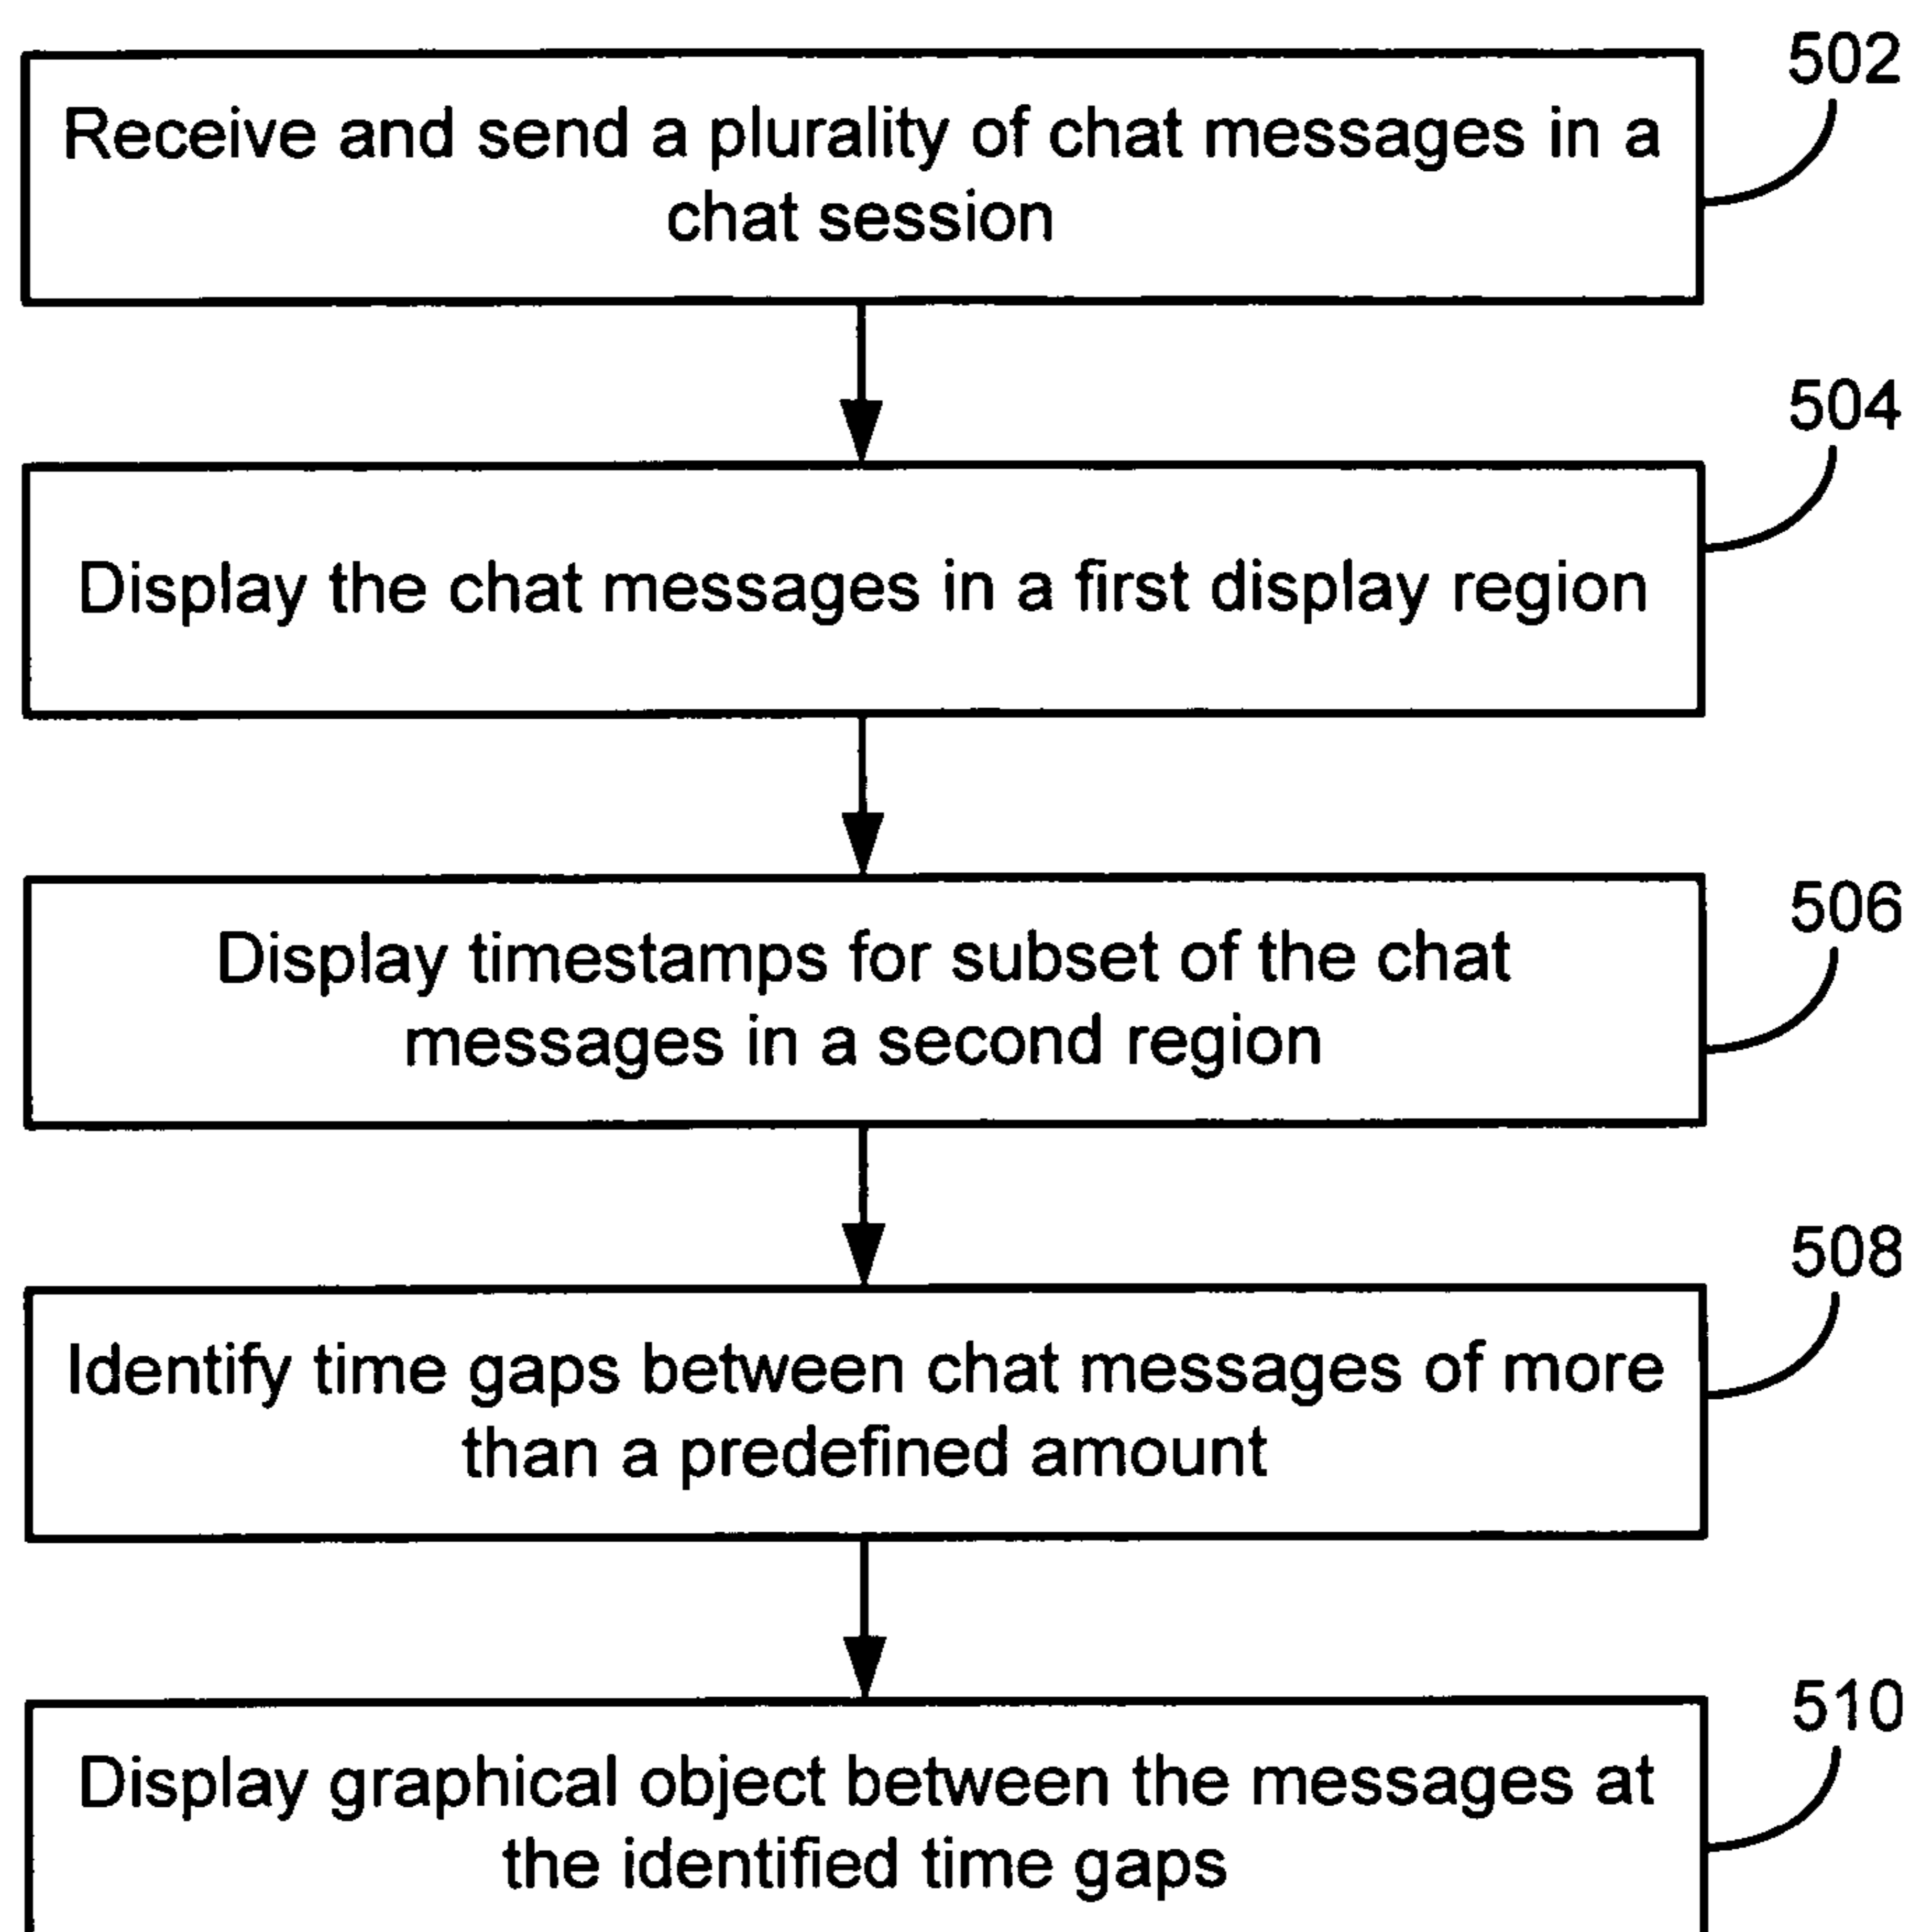 502
Receive and send a plurality of chat messages in a
chat session
504
Display the chat messages in a first display region
506
Display timestamps for subset of the chat
messages in a second region
508
Identify time gaps between chat messages of more
than a predefined amount
510
Display graphical object between the messages at
the identified time gaps